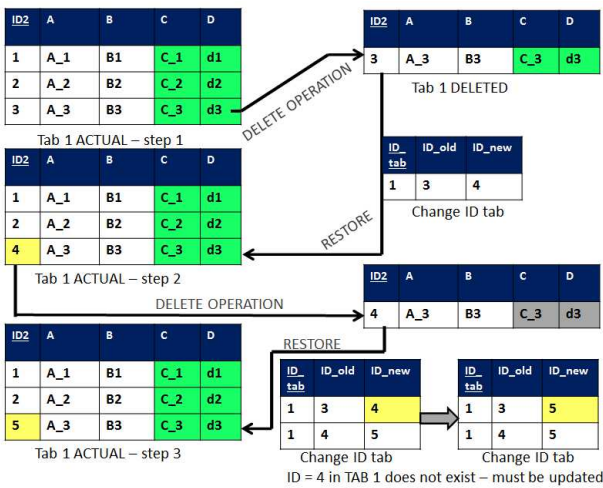 ID2 A B C D
1 A_1 B1 C_1 d1
2 A_2 B2 C_2 d2
3 A_3 B3 C_3 d3
Tab 1 ACTUAL – step 1
DELETE OPERATION
ID2 A B C D
3 A_3 B3 C_3 d3
Tab 1 DELETED
ID_
tab ID_old ID_new
1 3 4
Change ID tab
RESTORE
ID2 A B C D
1 A_1 B1 C_1 d1
2 A_2 B2 C_2 d2
4 A_3 B3 C_3 d3
Tab 1 ACTUAL – step 2
DELETE OPERATION
ID2 A B C D
4 A_3 B3 C_3 d3
RESTORE
ID2 A B C D
1 A_1 B1 C_1 d1
2 A_2 B2 C_2 d2
5 A_3 B3 C_3 d3
Tab 1 ACTUAL – step 3
ID_
tab ID_old ID_new
1 3 4
1 4 5
Change ID tab
ID_
tab ID_old ID_new
1 3 5
1 4 5
Change ID tab
ID = 4 in TAB 1 does not exist – must be updated